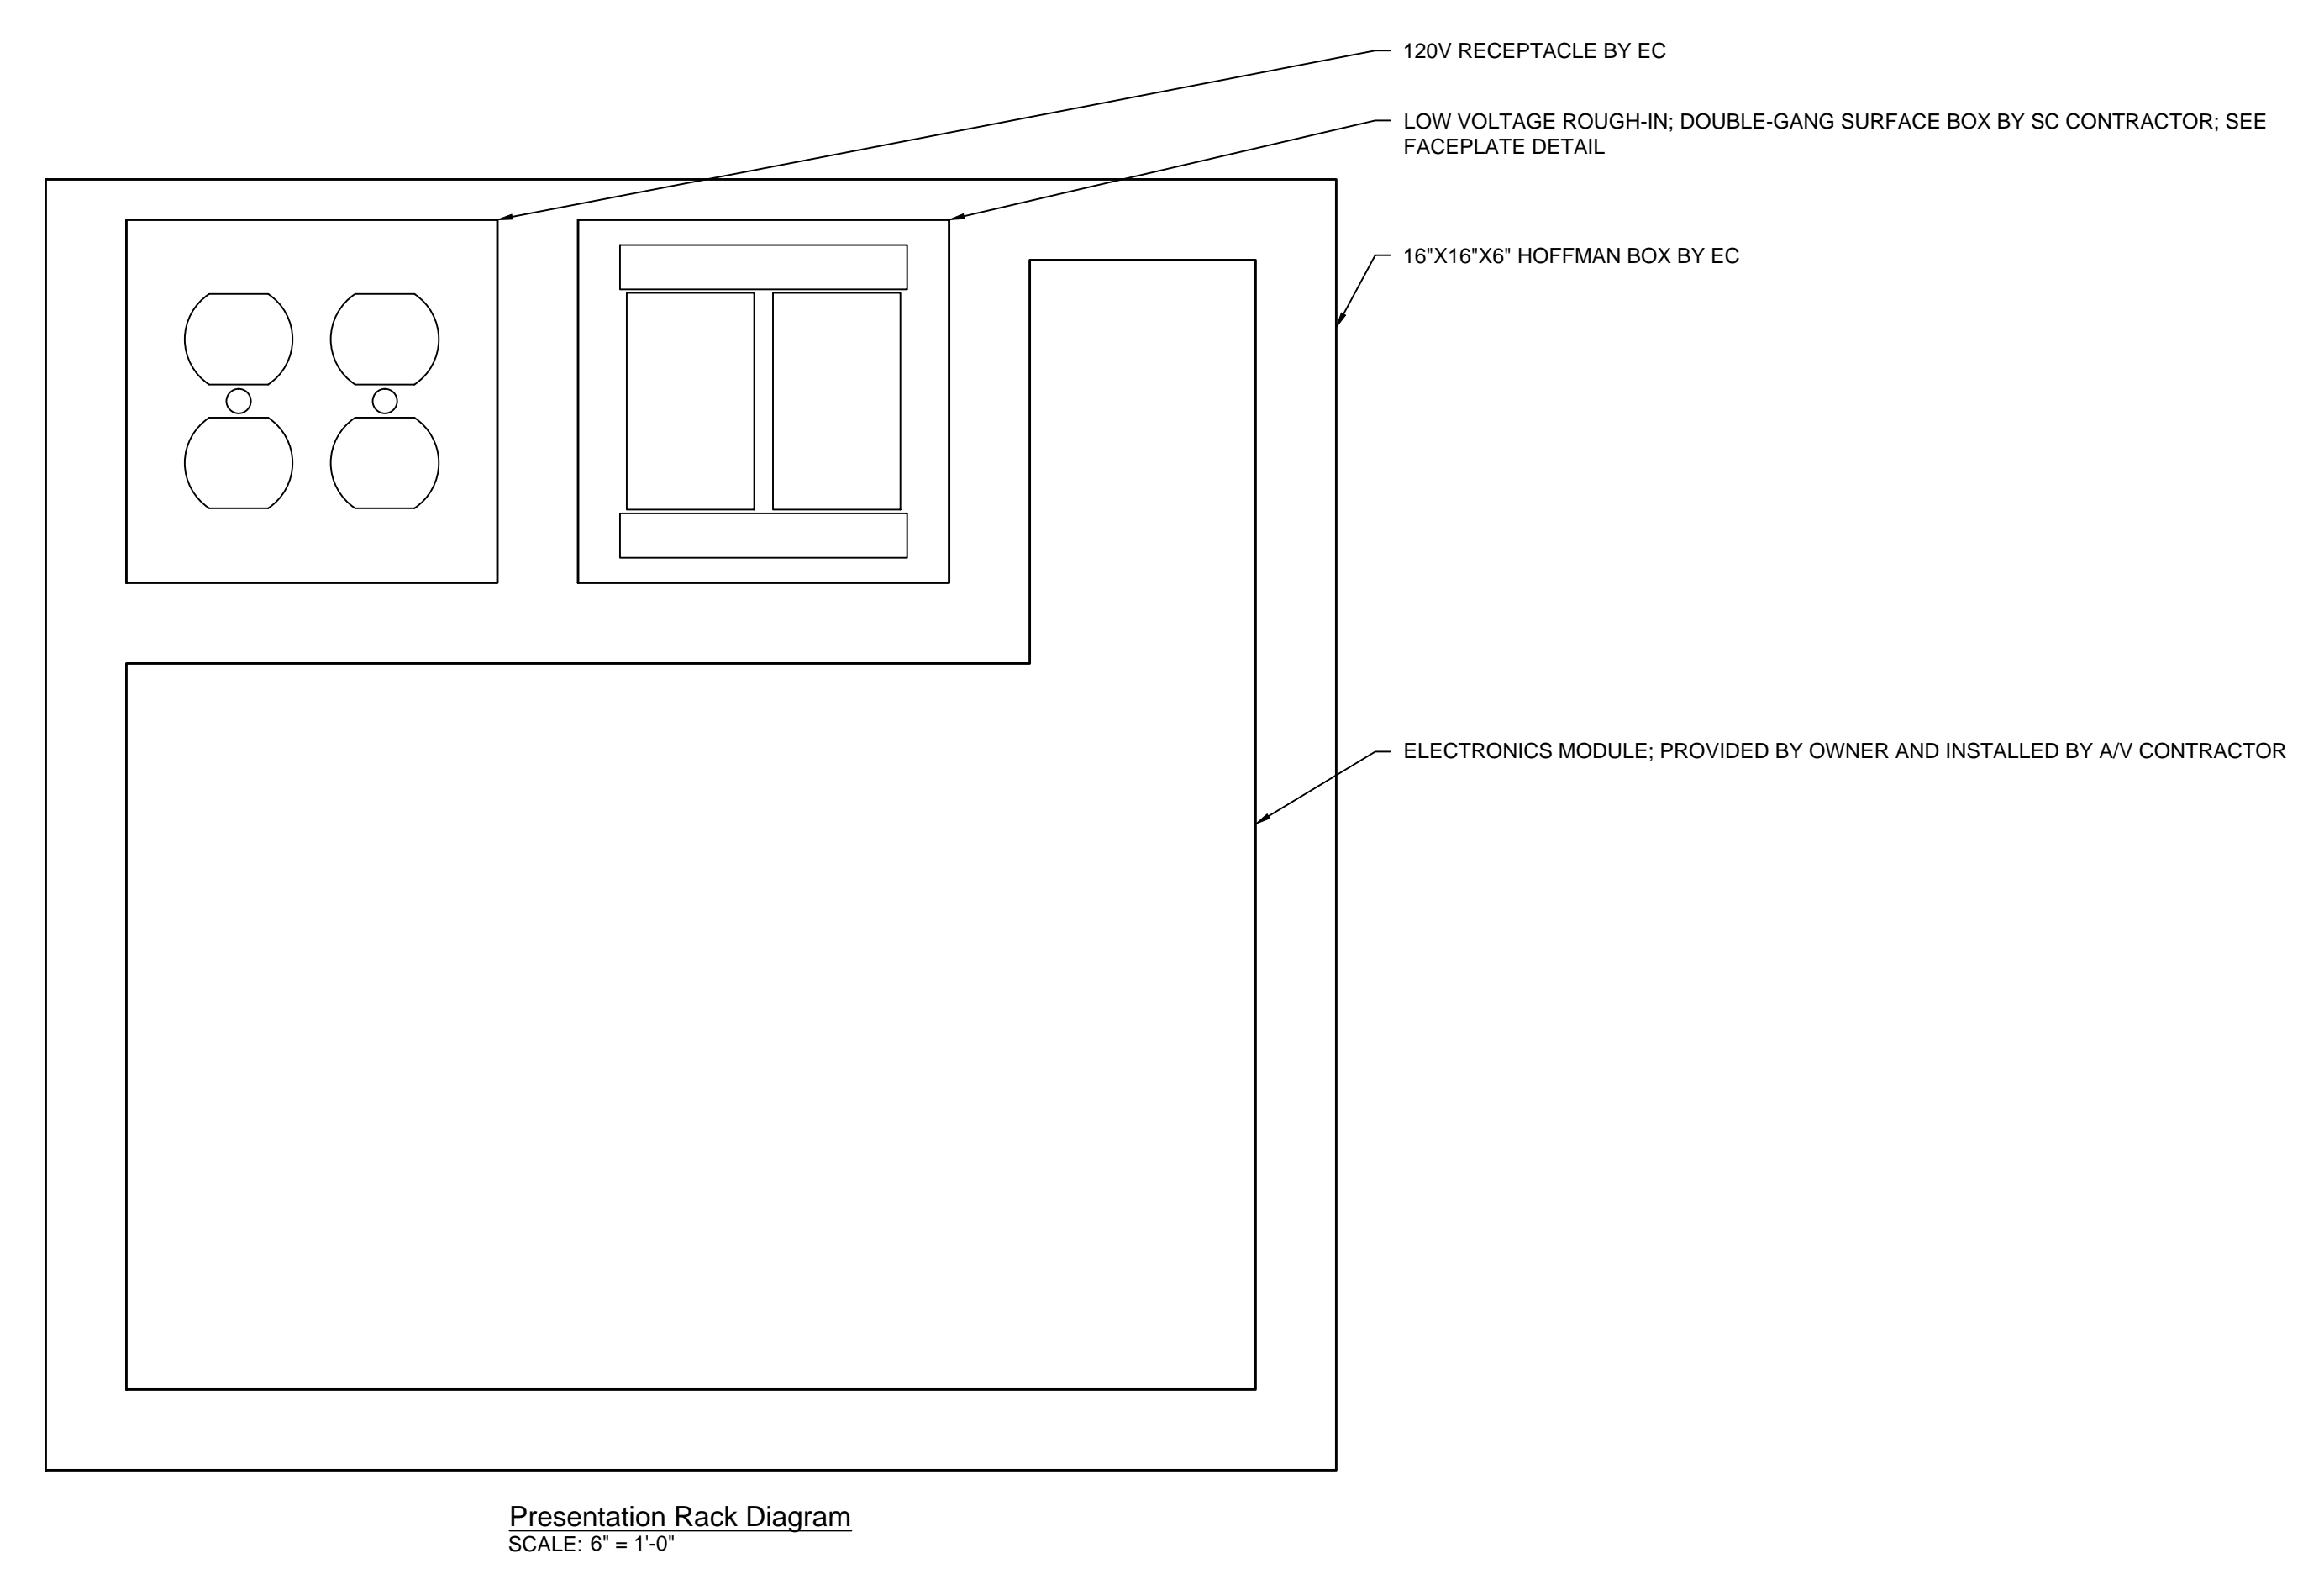 120V RECEPTACLE BY EC
LOW VOLTAGE ROUGH-IN; DOUBLE-GANG SURFACE BOX BY SC CONTRACTOR; SEE
FACEPLATE DETAIL
16"X16"X6" HOFFMAN BOX BY EC
ELECTRONICS MODULE; PROVIDED BY OWNER AND INSTALLED BY A/V CONTRACTOR
Presentation Rack Diagram
SCALE: 6" = 1'-0"